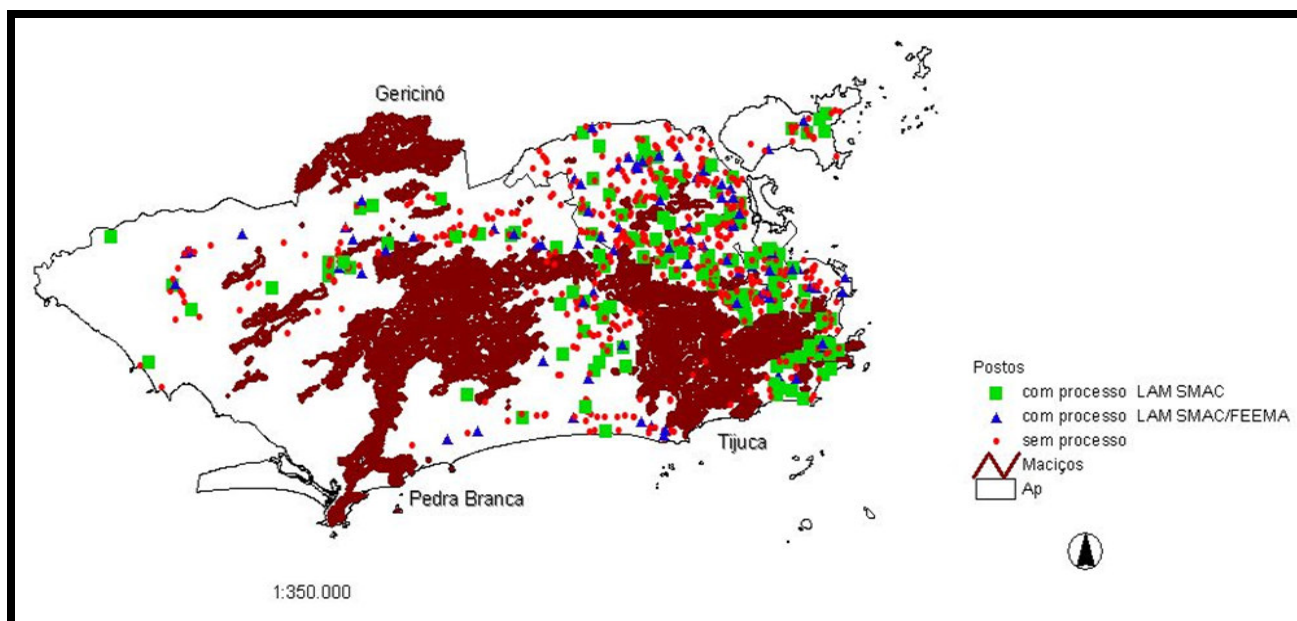 Gericinó
Tijuca
Pedra Branca
1:350.000
Postos
com processo LAM SMAC
com processo LAM SMAC/FEEMA
sem processo
Maciços
Ap